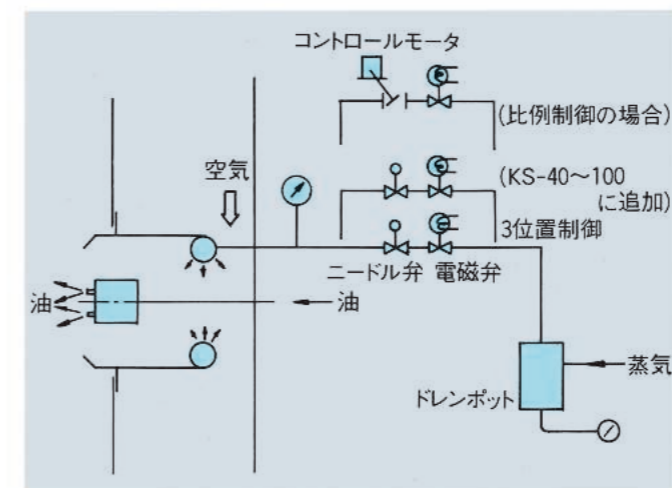 コントロールモータ
(比例制御の場合)
空気
(KS-40〜100
に追加)
3位置制御
ニードル弁 電磁弁
油
油
蒸気
ドレンポット